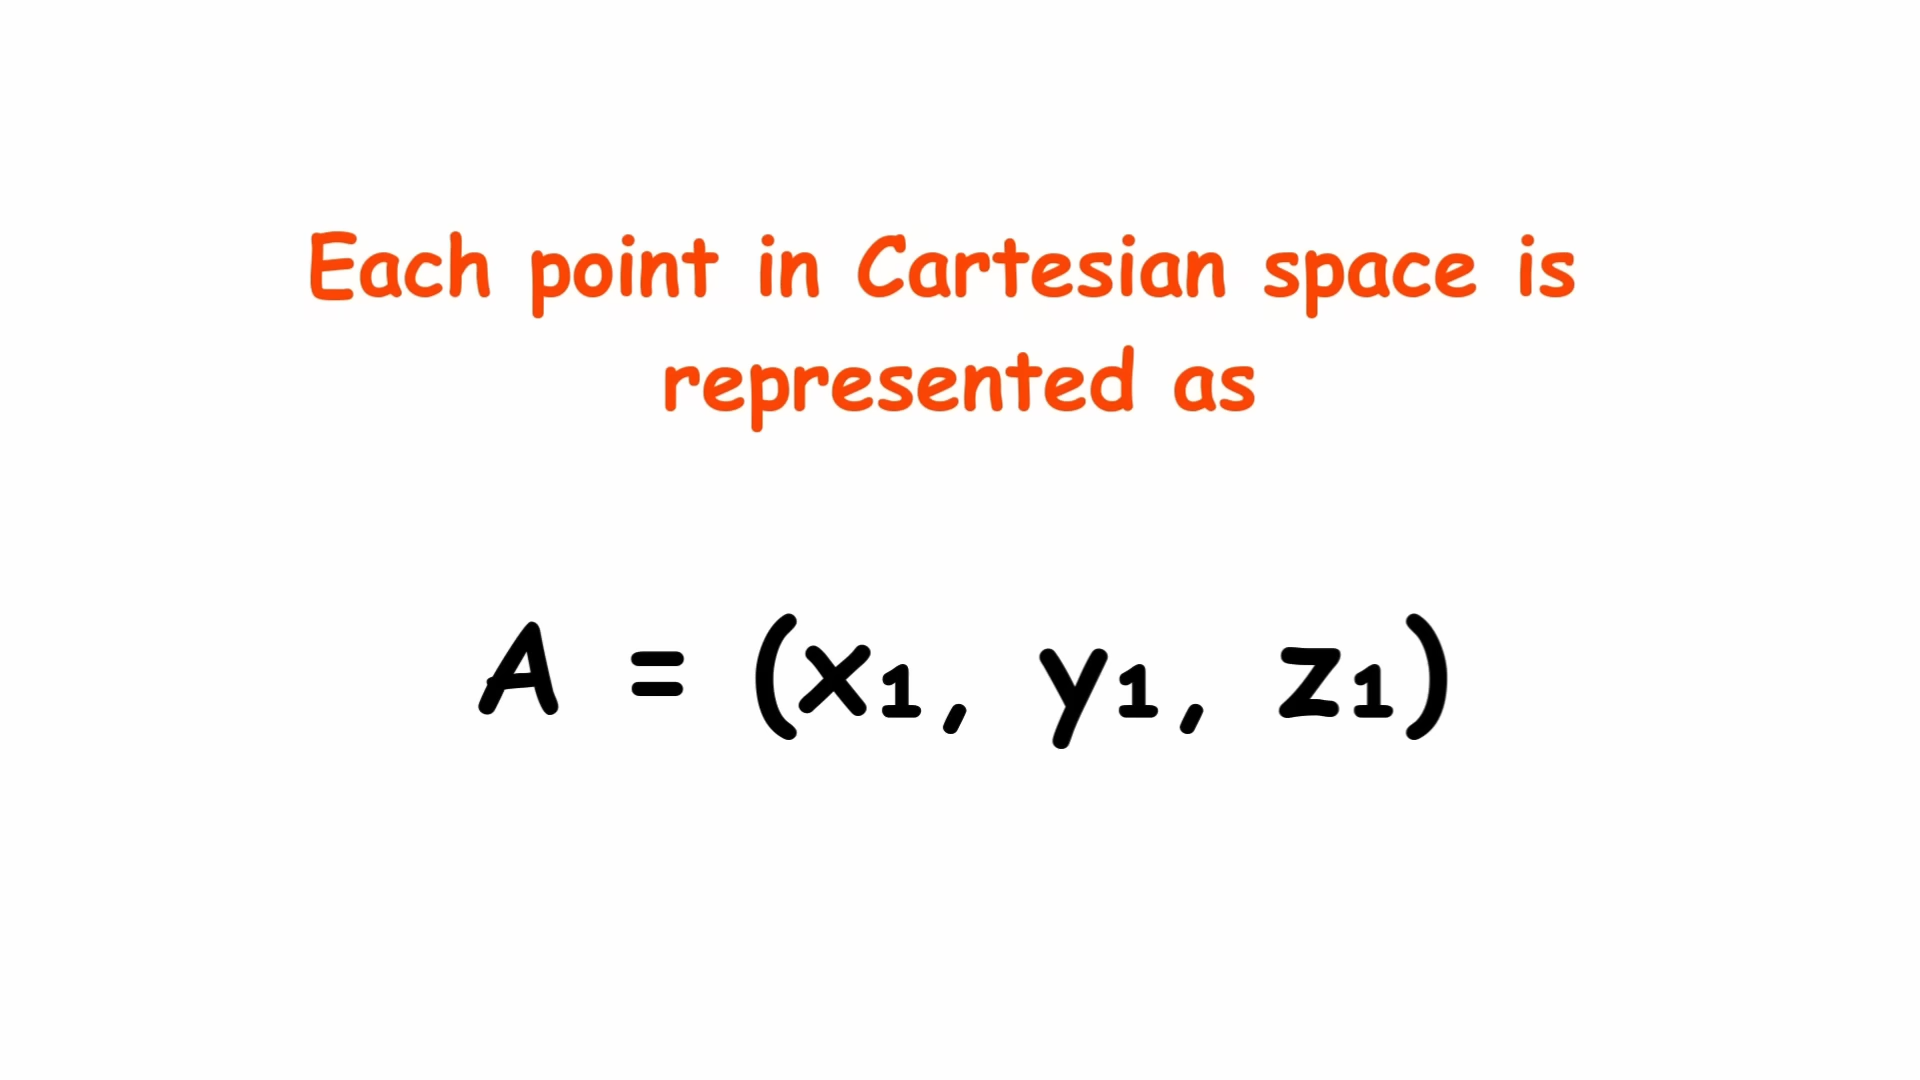 Each point in Cartesian space is
represented as
A = (x₁, y₁, z₁)